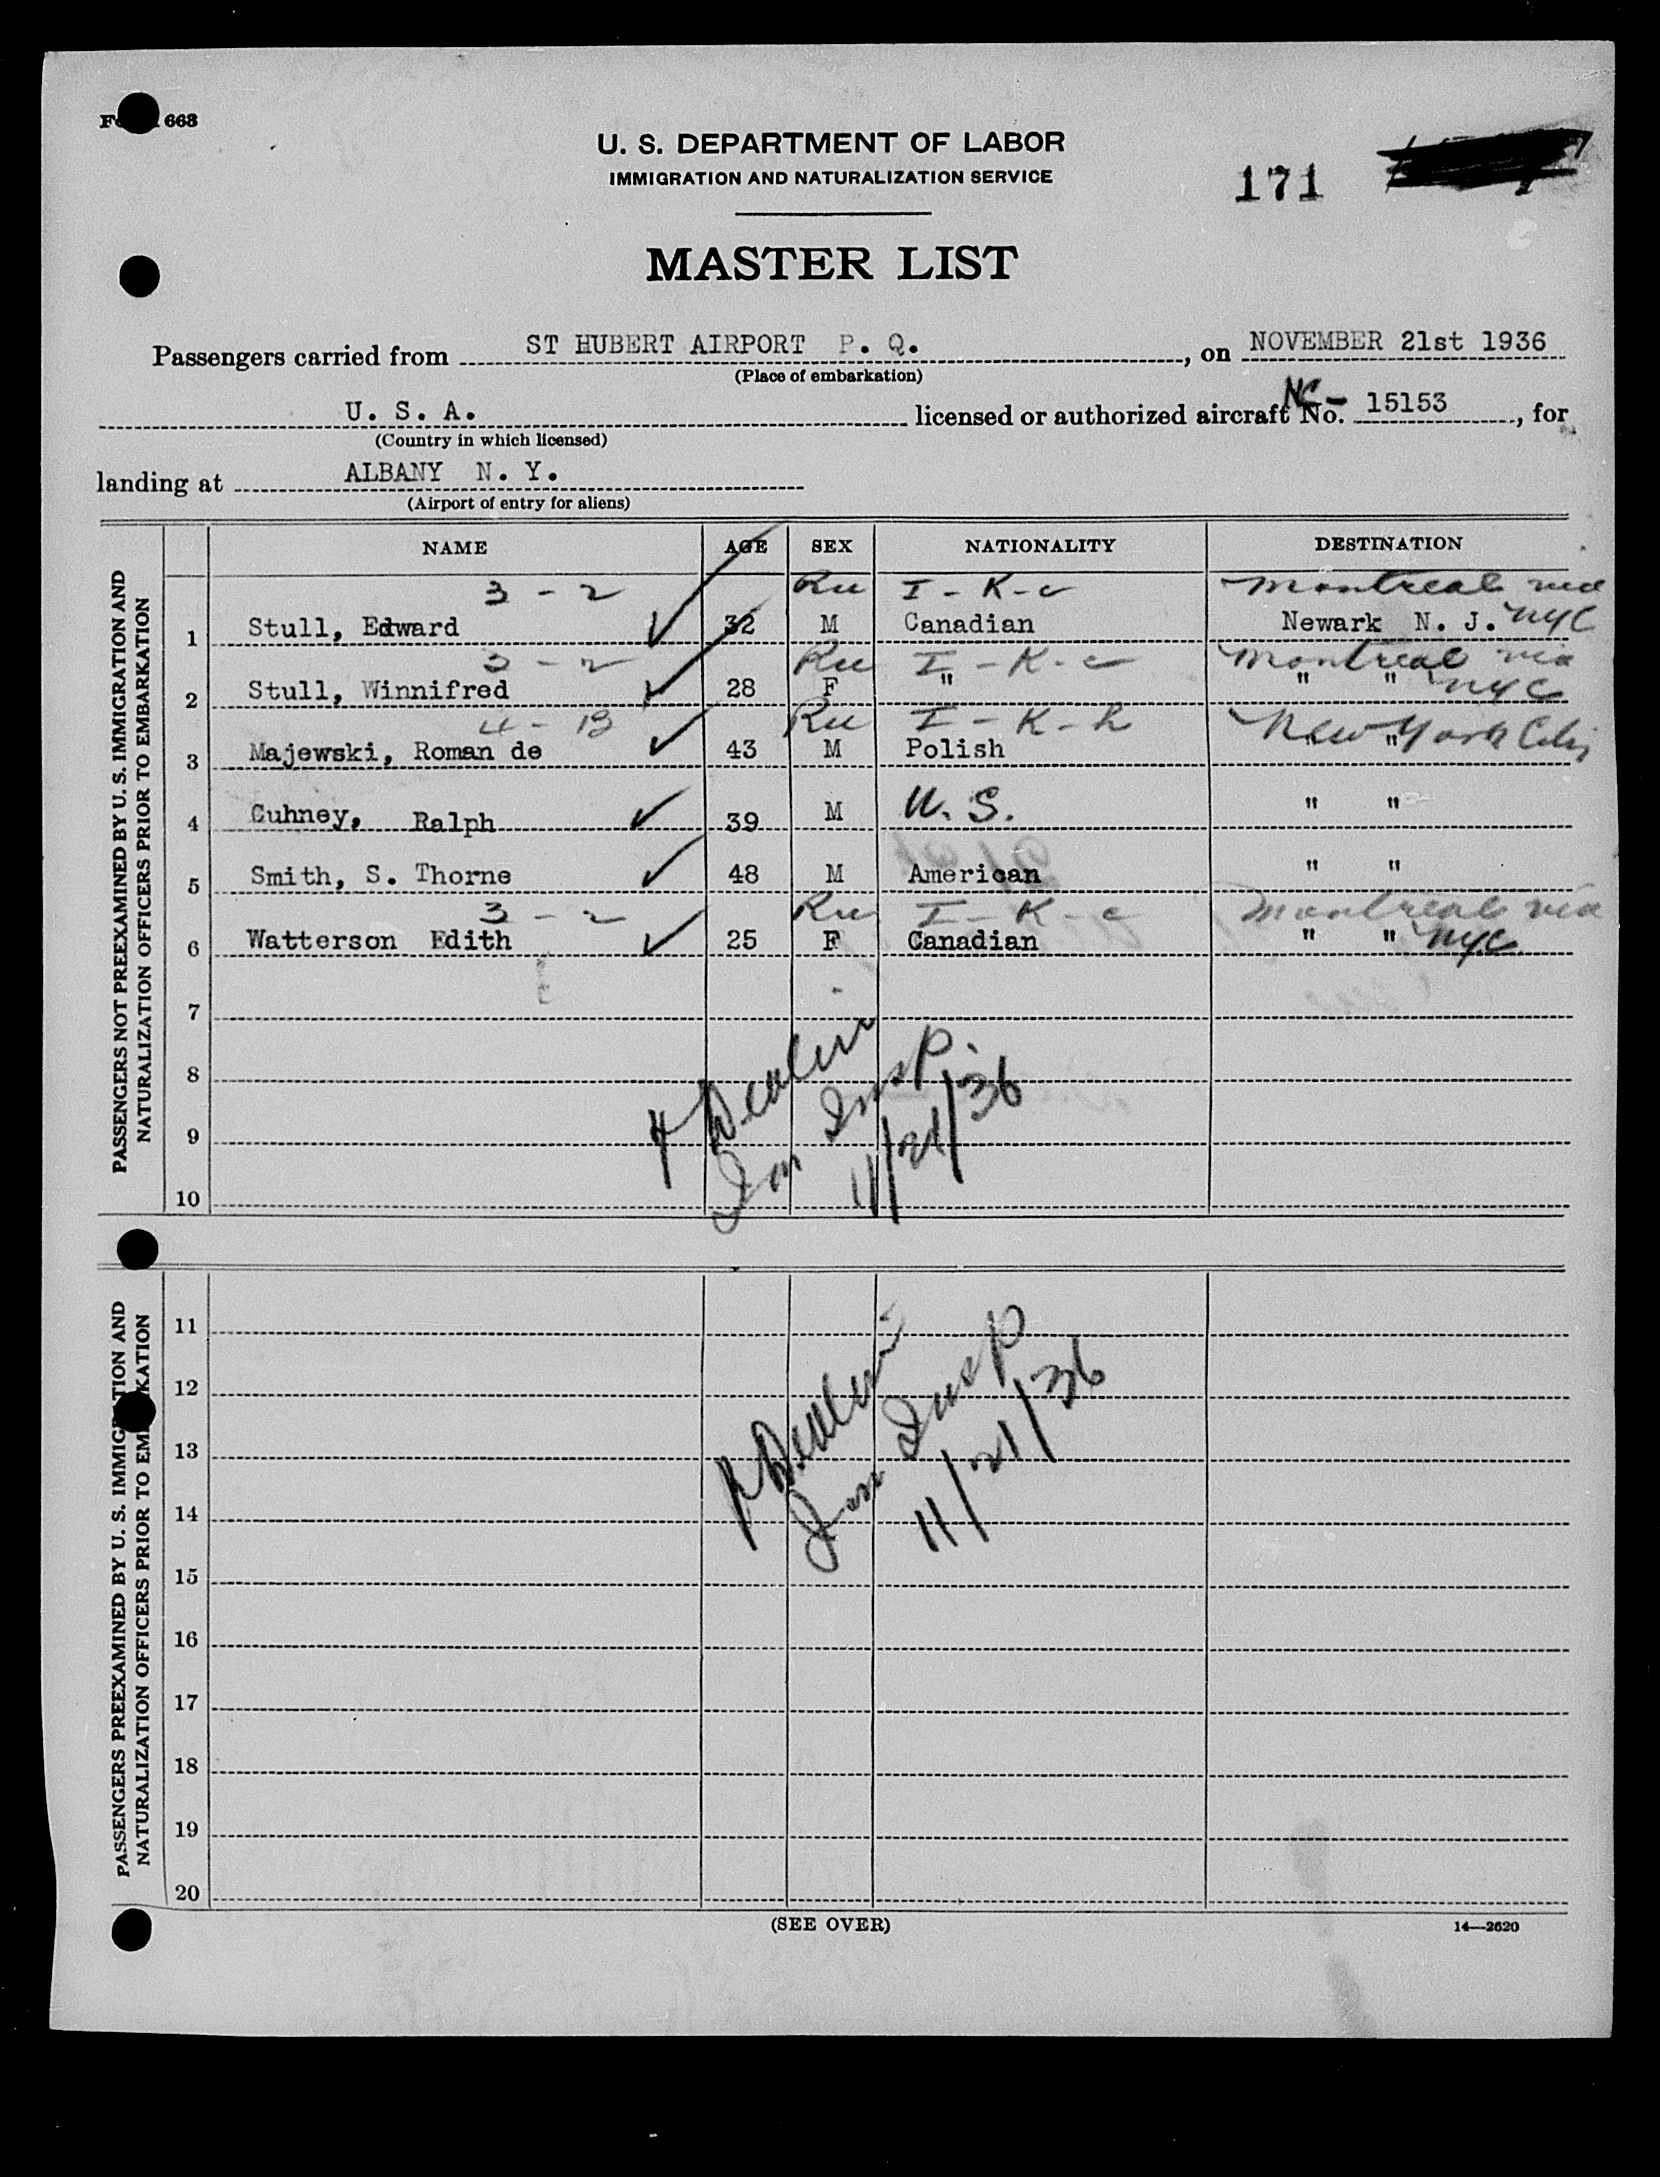 663
U. S. DEPARTMENT OF LABOR
IMMIGRATION AND NATURALIZATION SERVICE
171
MASTER LIST
Passengers carried from ST HUBERT AIRPORT P. Q., on NOVEMBER 21st 1936
(Place of embarkation)
U. S. A. licensed or authorized aircraft NC- No. 15153, for
(Country in which licensed)
landing at ALBANY N. Y.
(Airport of entry for aliens)
NAME AGE SEX NATIONALITY DESTINATION
PASSENGERS NOT PREEXAMINED BY U. S. IMMIGRATION AND
NATURALIZATION OFFICERS PRIOR TO EMBARKATION
3 - 2 I - K - c Montreal via
1 Stull, Edward 32 M Canadian Newark N. J. NYC
3 - 2 I - K - c Montreal via
2 Stull, Winnifred 28 F " " " NYC
4 - 13 I - K - h New York City
3 Majewski, Roman de 43 M Polish " "
4 Cuhney, Ralph 39 M U. S. " "
5 Smith, S. Thorne 48 M American " "
3 - 2 I - K - c Montreal via
6 Watterson Edith 25 F Canadian " " NYC
7
8
9
10
Insp.
11/21/36
PASSENGERS PREEXAMINED BY U. S. IMMIGRATION AND
NATURALIZATION OFFICERS PRIOR TO EMBARKATION
11
12
13
14
15
16
17
18
19
20
Insp
11/21/36
(SEE OVER)
14—2620